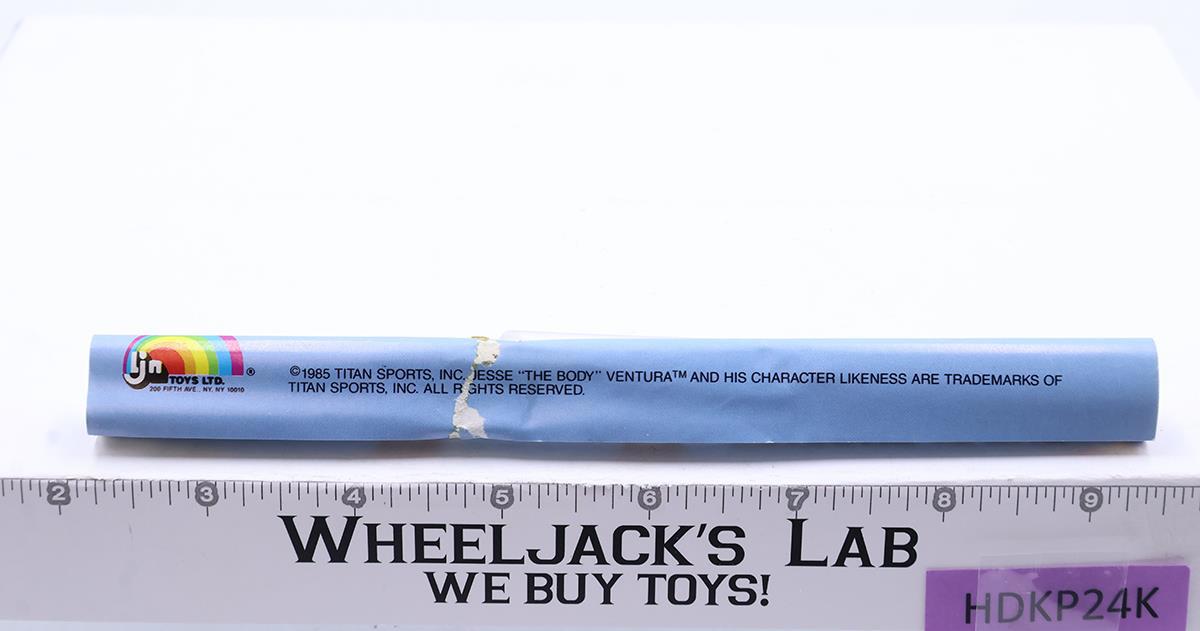 ljn
TOYS LTD.
®
200 FIFTH AVE. NY, NY 10010
©1985 TITAN SPORTS, INC. JESSE “THE BODY” VENTURA™ AND HIS CHARACTER LIKENESS ARE TRADEMARKS OF
TITAN SPORTS, INC. ALL RIGHTS RESERVED.
2 3 4 5 6 7 8 9
WHEELJACK'S LAB
WE BUY TOYS!
HDKP24K